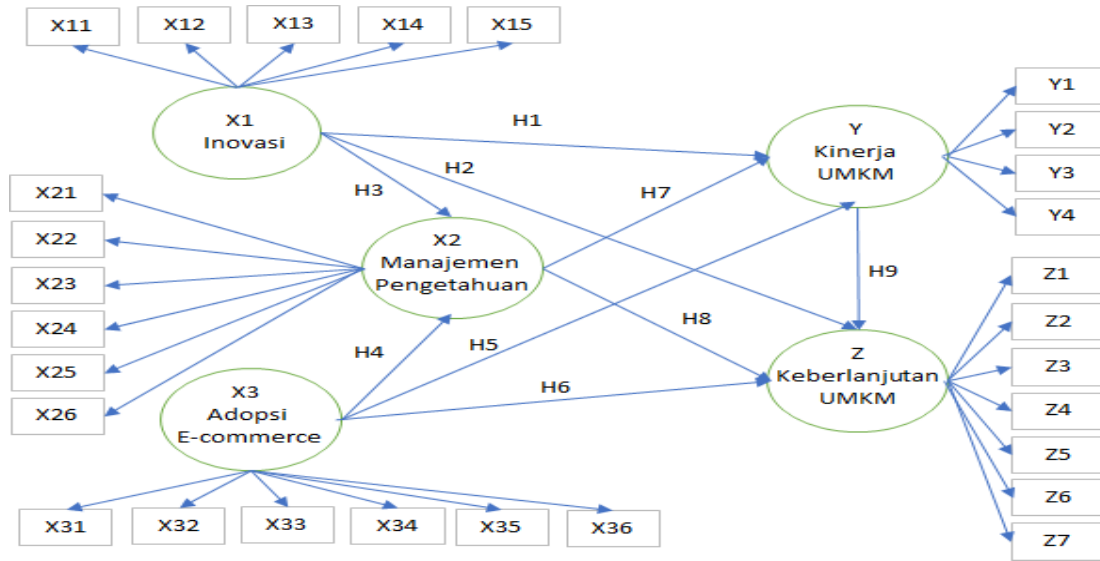 X11
X12
X13
X14
X15
X1
Inovasi
H1
H2
H3
Y
Kinerja
UMKM
Y1
Y2
Y3
Y4
X21
X22
X23
X24
X25
X26
X2
Manajemen
Pengetahuan
H7
H9
H8
H4
H5
H6
X3
Adopsi
E-commerce
Z
Keberlanjutan
UMKM
Z1
Z2
Z3
Z4
Z5
Z6
Z7
X31
X32
X33
X34
X35
X36